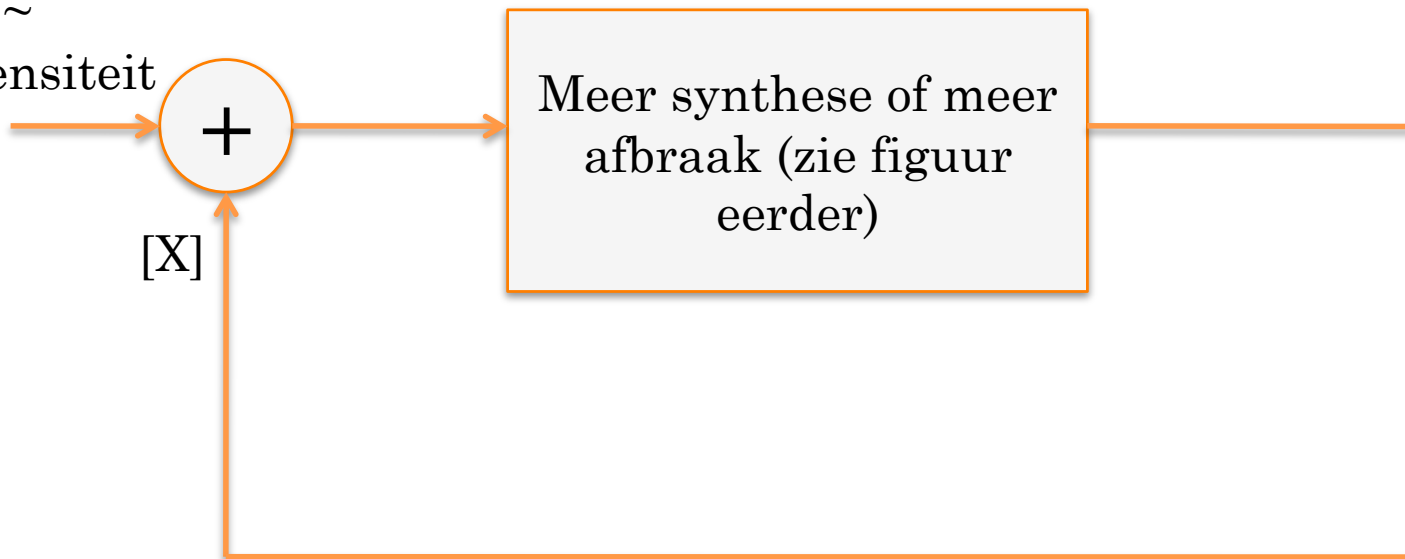 ~
ensiteit
+
Meer synthese of meer
afbraak (zie figuur
eerder)
[X]